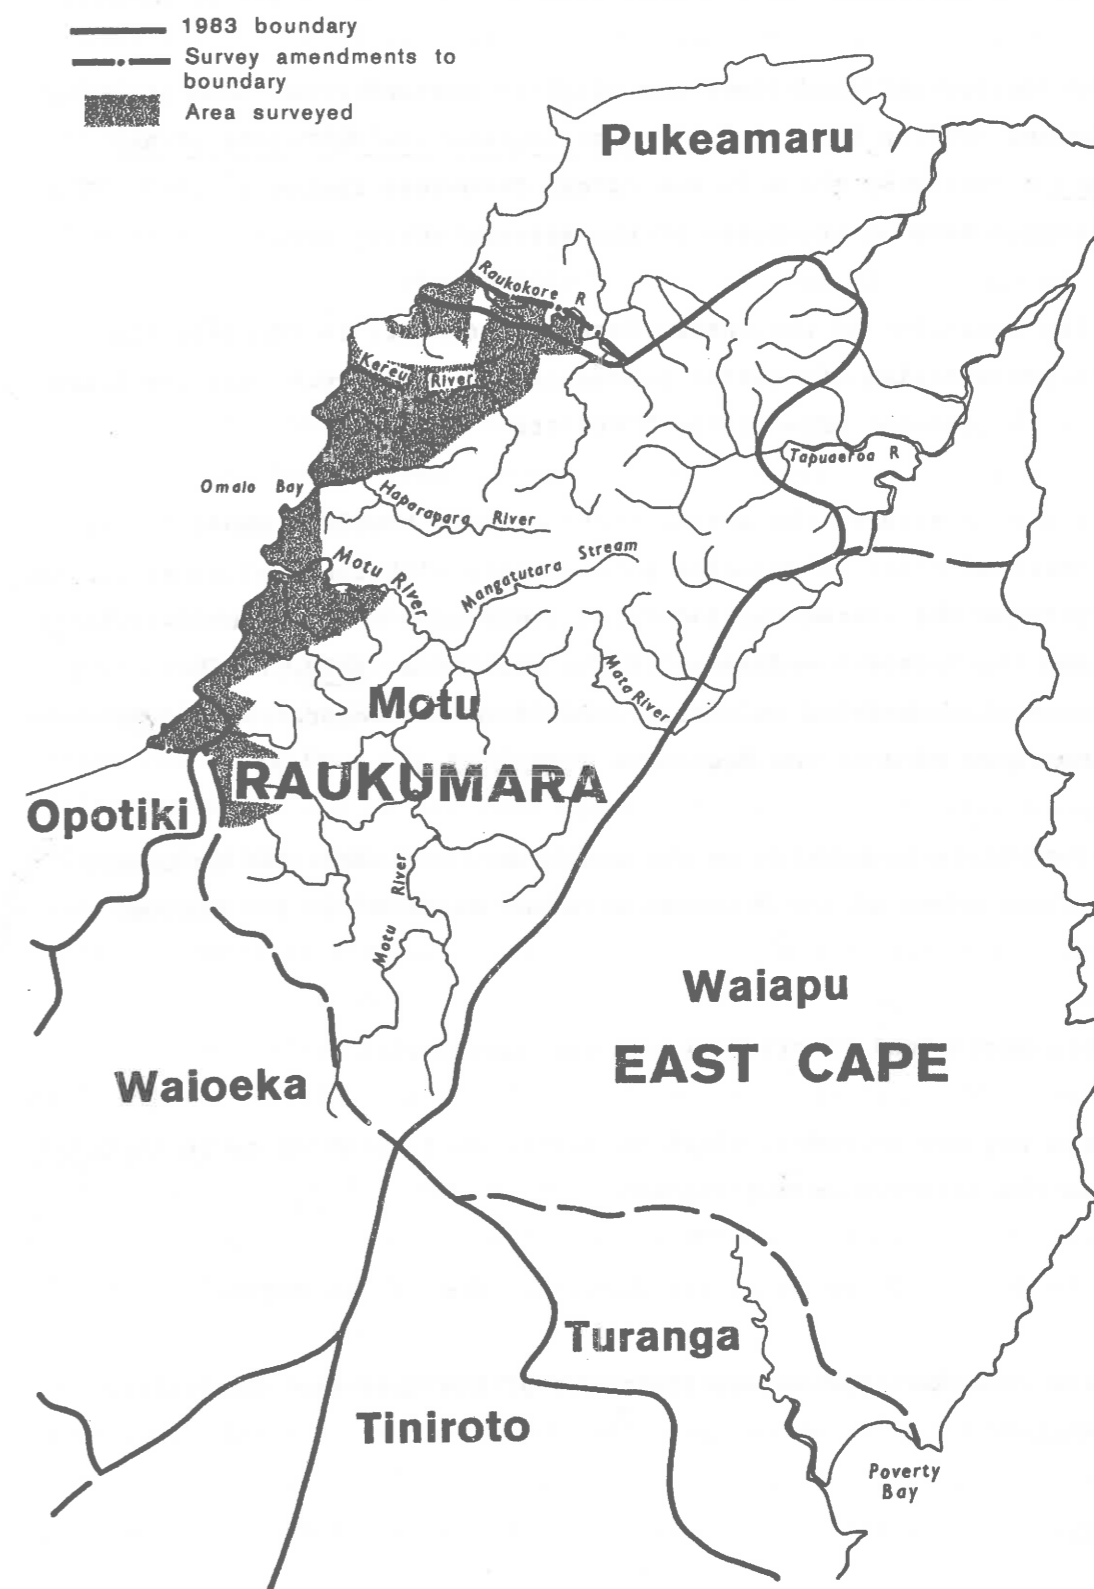 1983 boundary
Survey amendments to
boundary
Area surveyed
Pukeamaru
Raukokore R
Kereu River
Tapuaeroa R
Omaio Bay
Haparapara River
Motu River
Mangatutara Stream
Mata River
Motu
RAUKUMARA
Opotiki
Motu River
Waiapu
EAST CAPE
Waioeka
Turanga
Tiniroto
Poverty
Bay